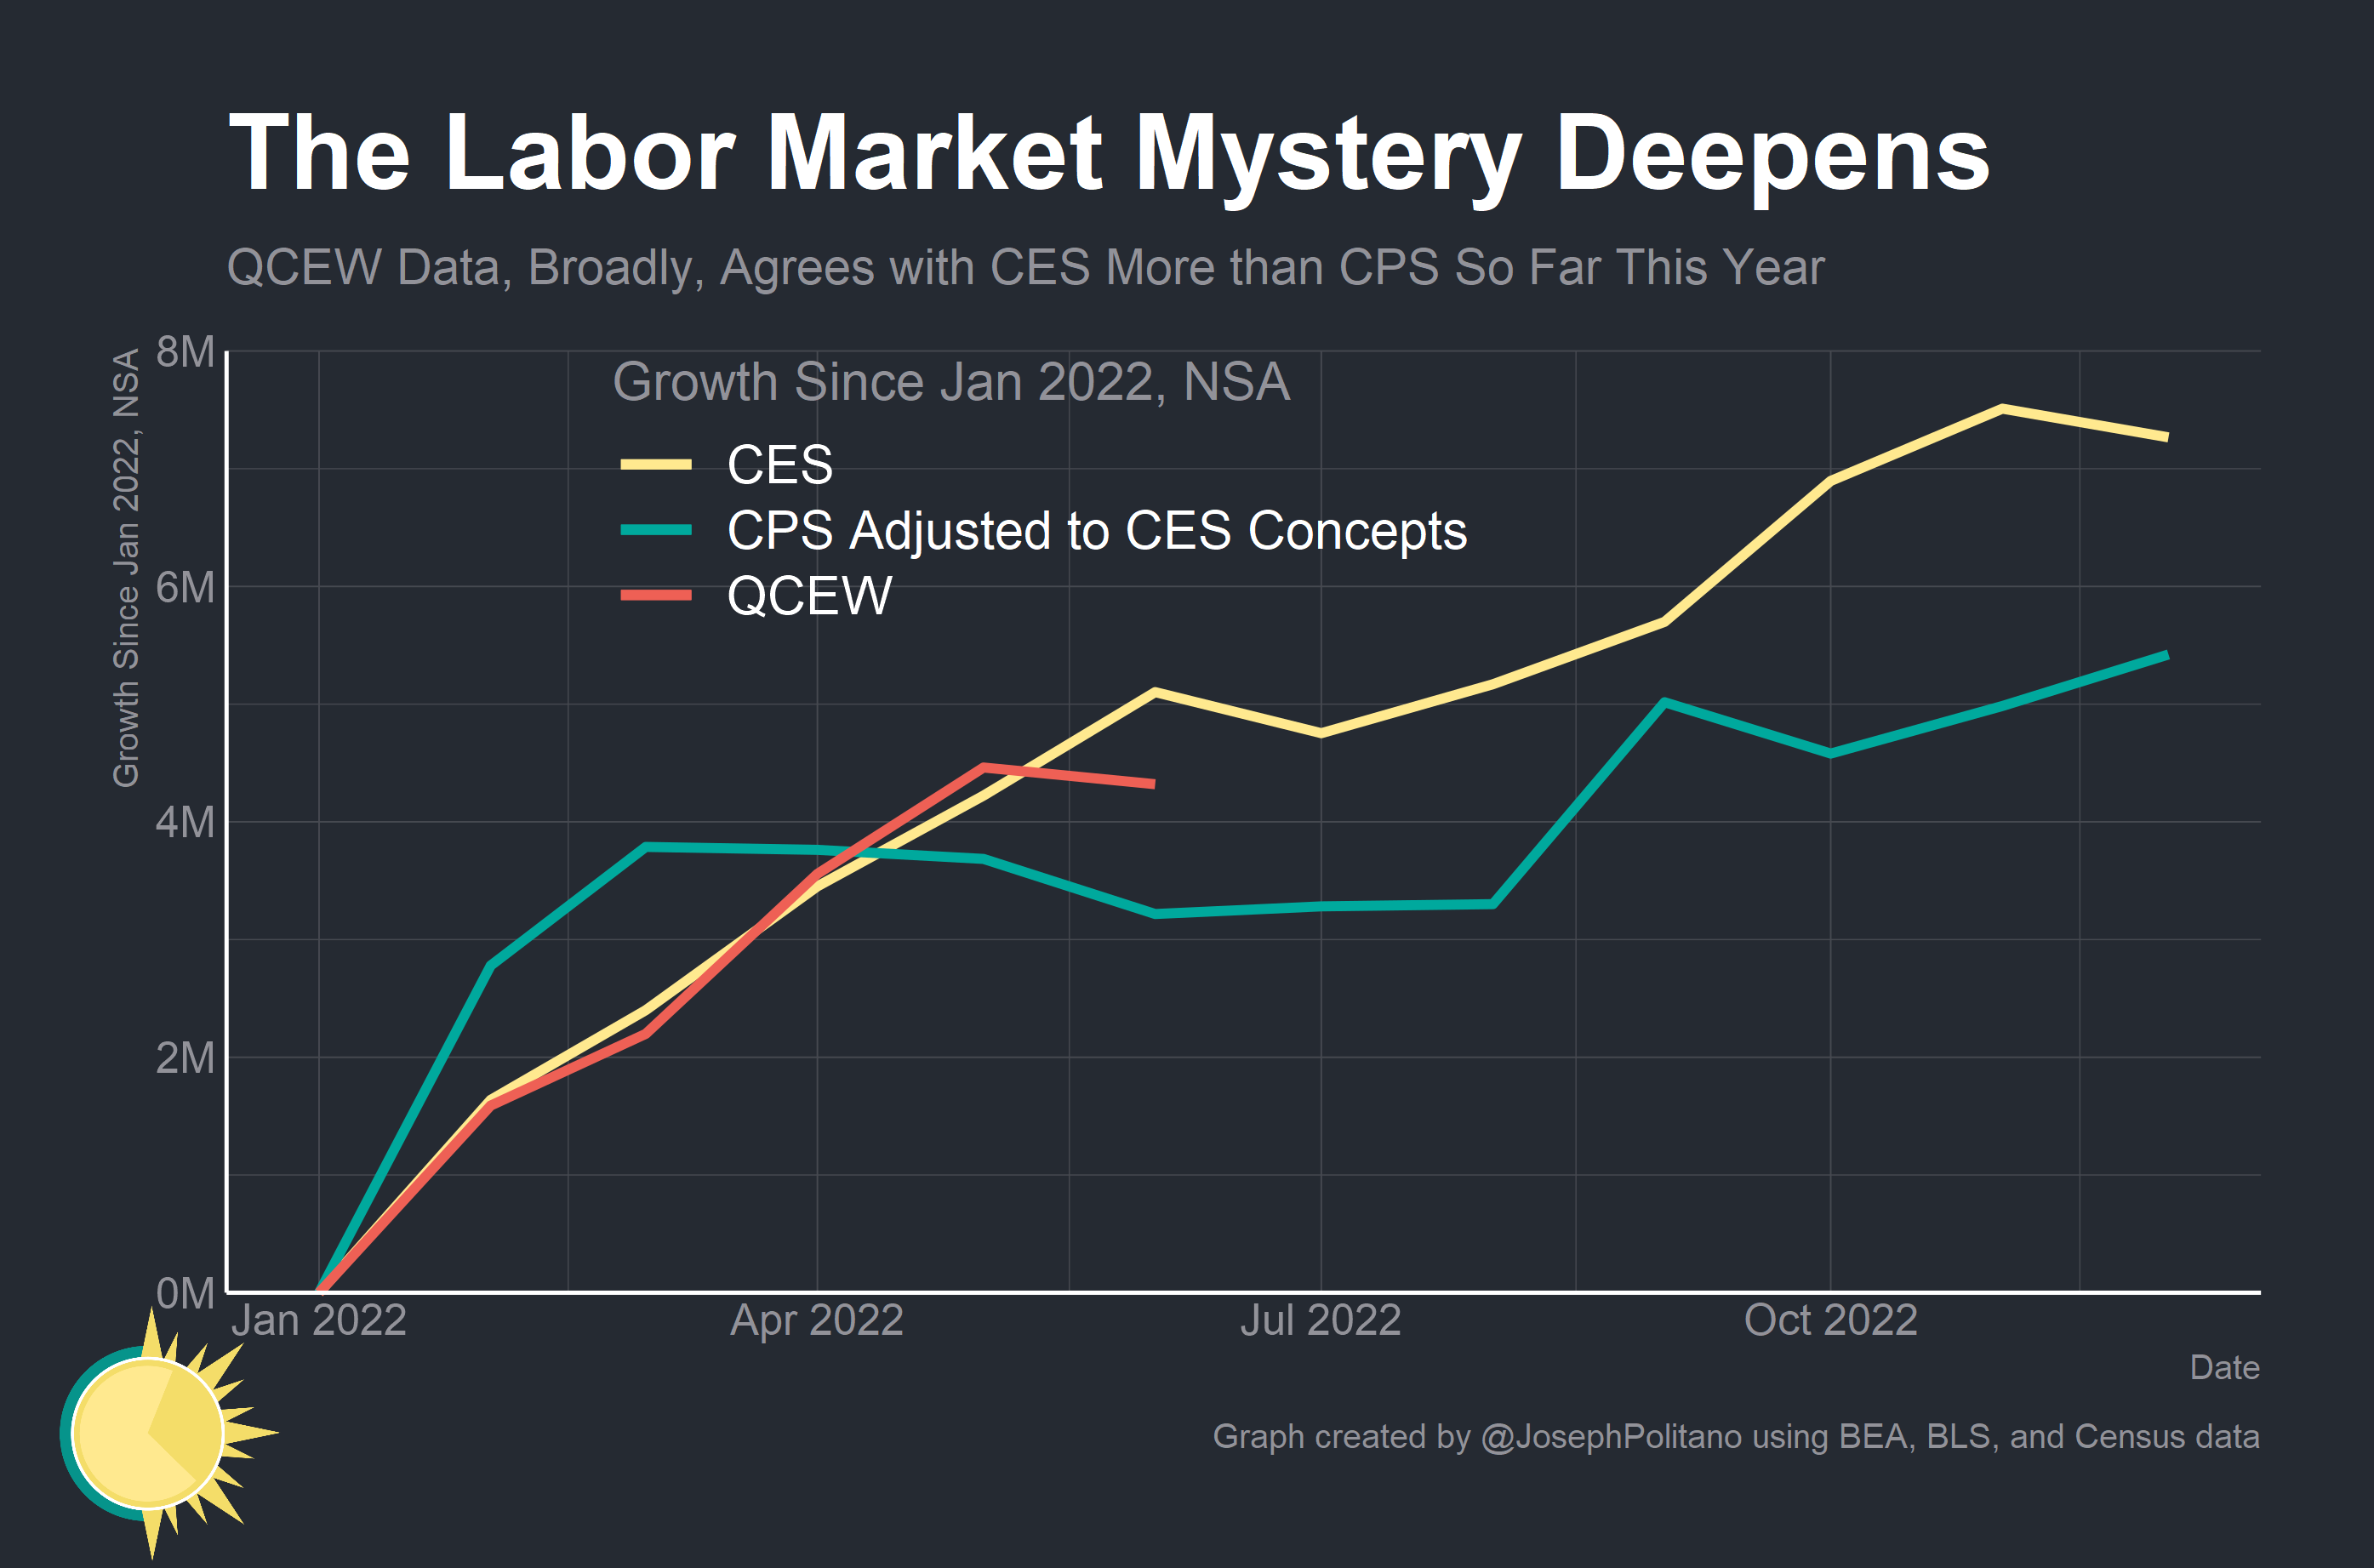 The Labor Market Mystery Deepens
QCEW Data, Broadly, Agrees with CES More than CPS So Far This Year
Growth Since Jan 2022, NSA
8M
6M
4M
2M
0M
Growth Since Jan 2022, NSA
CES
CPS Adjusted to CES Concepts
QCEW
Jan 2022
Apr 2022
Jul 2022
Oct 2022
Date
Graph created by @JosephPolitano using BEA, BLS, and Census data